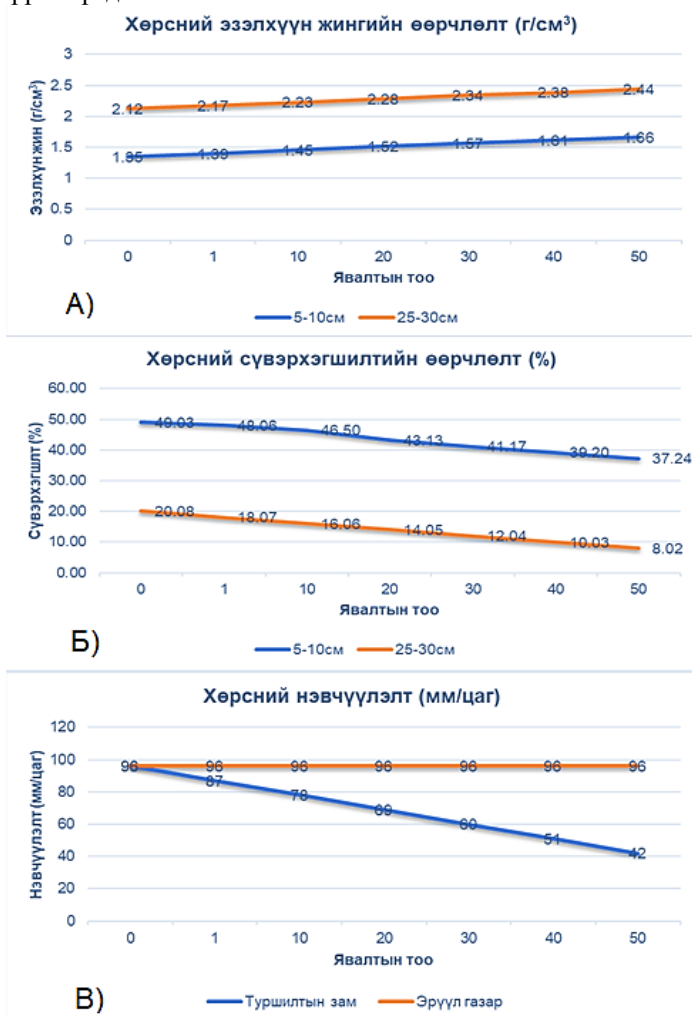 Хөрсний эзэлхүүн жингийн өөрчлөлт (г/см³)
Эзэлхүн жин (г/см³)
3
2.5
2
1.5
1
0.5
0
2.12 2.17 2.23 2.28 2.34 2.38 2.44
1.35 1.39 1.45 1.52 1.57 1.61 1.66
0 1 10 20 30 40 50
Явалтын тоо
А)
5-10см 25-30см
Хөрсний сүвэрхэгшилтийн өөрчлөлт (%)
Сүвэрхэгшлт (%)
60.00
50.00
40.00
30.00
20.00
10.00
0.00
49.03 48.06 46.50 43.13 41.17 39.20 37.24
20.08 18.07 16.06 14.05 12.04 10.03 8.02
0 1 10 20 30 40 50
Явалтын тоо
Б)
5-10см 25-30см
Хөрсний нэвчүүлэлт (мм/цаг)
Нэвчүүлэлт (мм/цаг)
120
100
80
60
40
20
0
96 96 96 96 96 96 96
96 87 78 69 60 51 42
0 1 10 20 30 40 50
Явалтын тоо
В)
Туршилтын зам Эрүүл газар